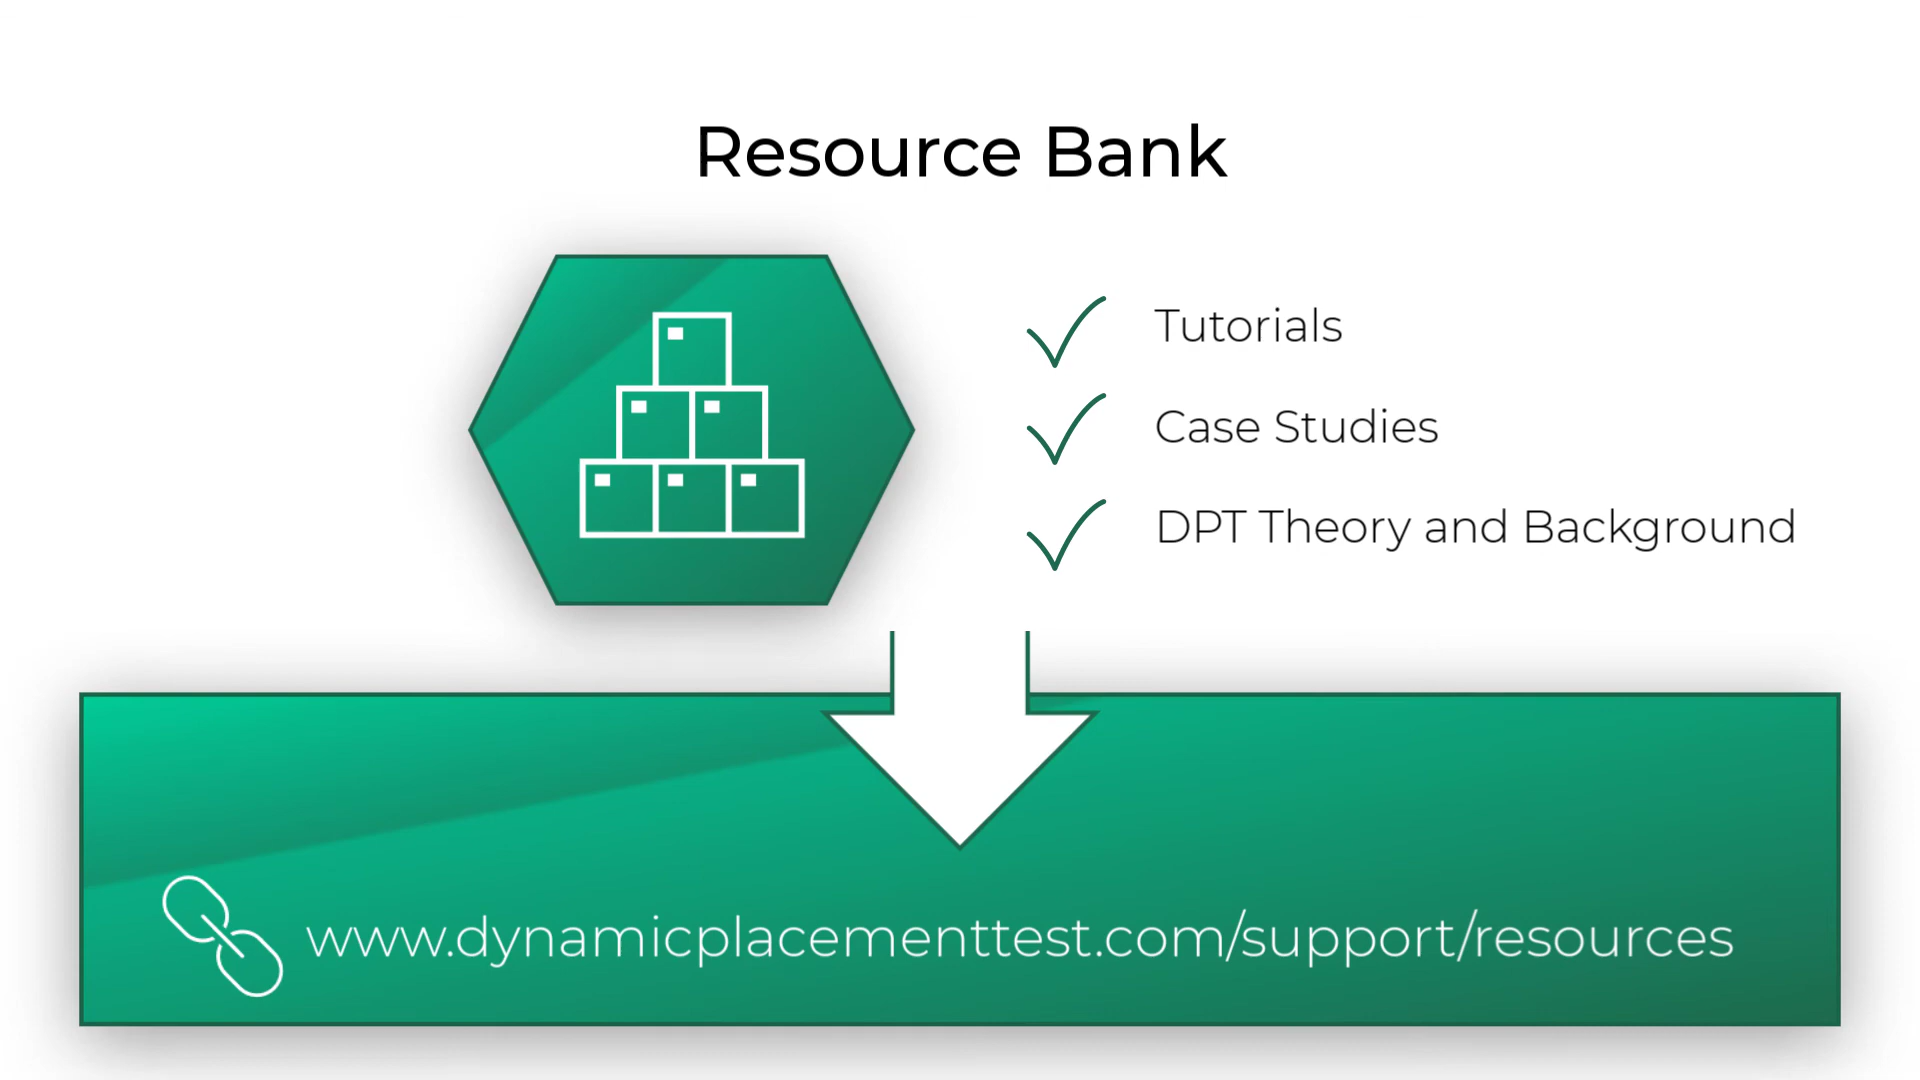 Resource Bank
Tutorials
Case Studies
DPT Theory and Background
www.dynamicplacementtest.com/support/resources